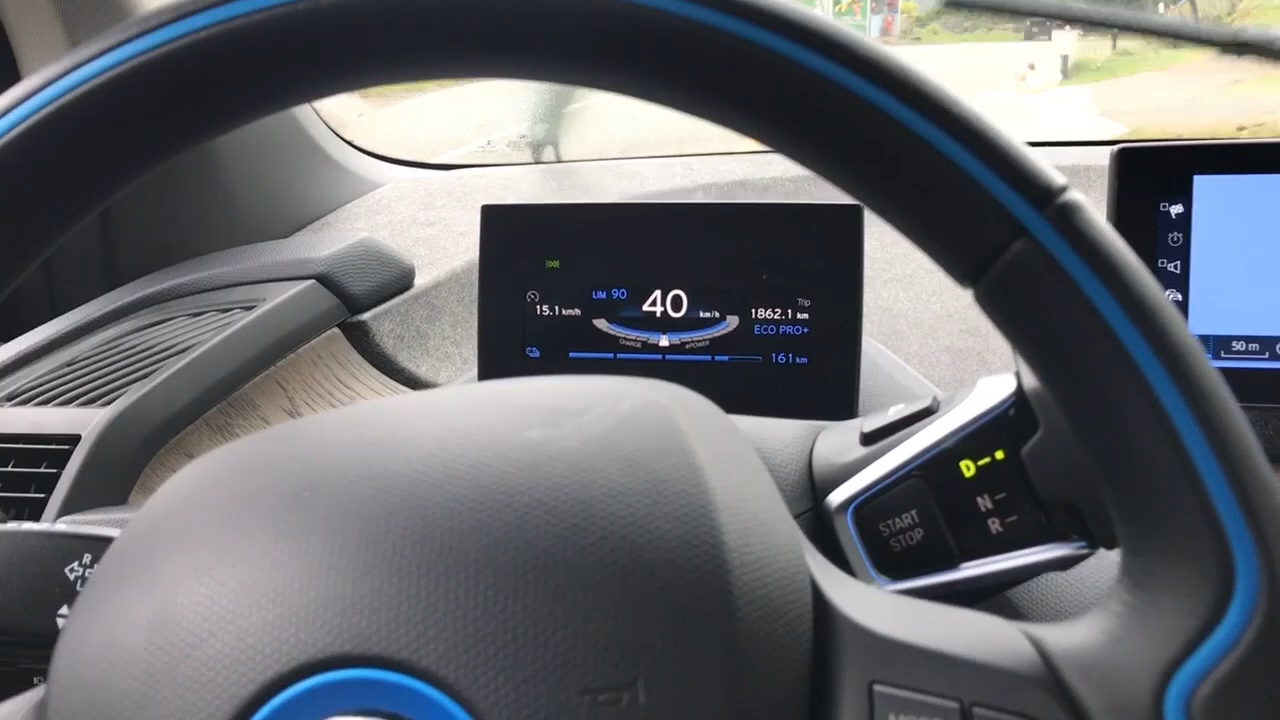 LIM 90
40 km/h
15.1 km/h
Trip
1862.1 km
ECO PRO+
CHARGE
ePOWER
161 km
50 m
D
START
STOP
N
R
R